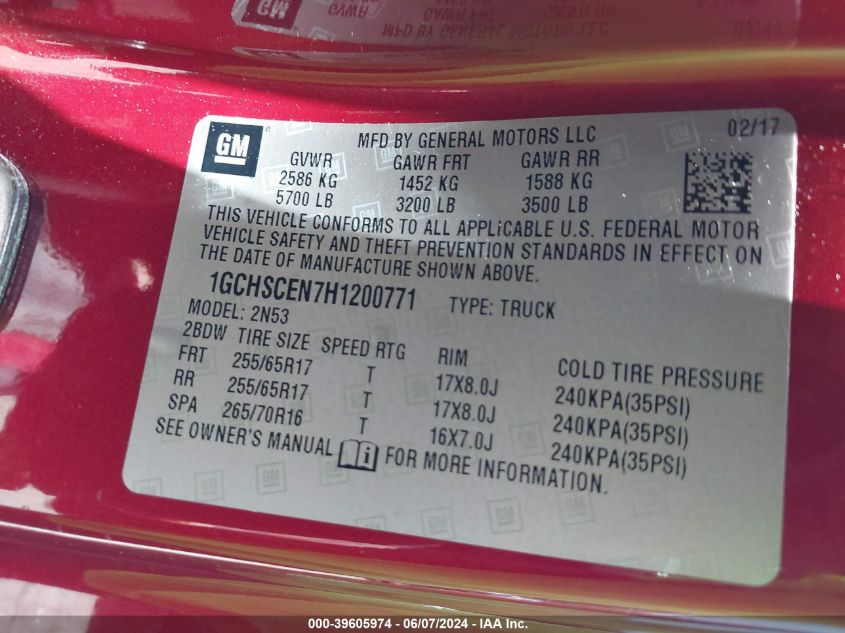 GM
MFD BY GENERAL MOTORS LLC
02/17
GVWR GAWR FRT GAWR RR
2586 KG 1452 KG 1588 KG
5700 LB 3200 LB 3500 LB
THIS VEHICLE CONFORMS TO ALL APPLICABLE U.S. FEDERAL MOTOR
VEHICLE SAFETY AND THEFT PREVENTION STANDARDS IN EFFECT ON
THE DATE OF MANUFACTURE SHOWN ABOVE.
1GCHSCEN7H1200771 TYPE: TRUCK
MODEL: 2N53
2BDW TIRE SIZE SPEED RTG RIM COLD TIRE PRESSURE
FRT 255/65R17 T 17X8.0J 240KPA(35PSI)
RR 255/65R17 T 17X8.0J 240KPA(35PSI)
SPA 265/70R16 T 16X7.0J 240KPA(35PSI)
SEE OWNER'S MANUAL i FOR MORE INFORMATION.
000-39605974 | 06/07/2024 - IAA Inc.